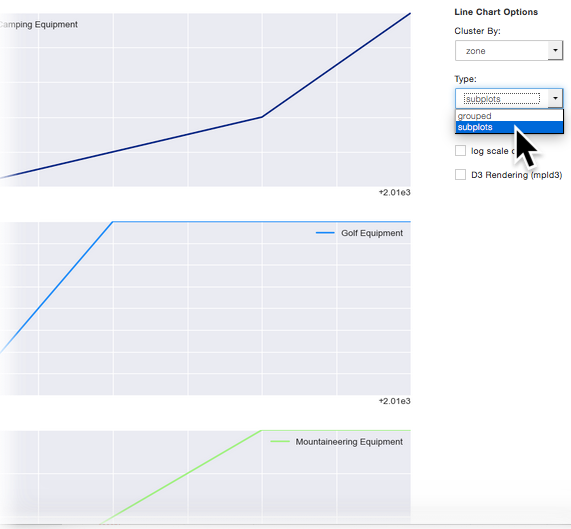 Camping Equipment
+2.01e3
Golf Equipment
+2.01e3
Mountaineering Equipment
Line Chart Options
Cluster By:
zone
Type:
subplots
grouped
subplots
log scale
D3 Rendering (mpld3)